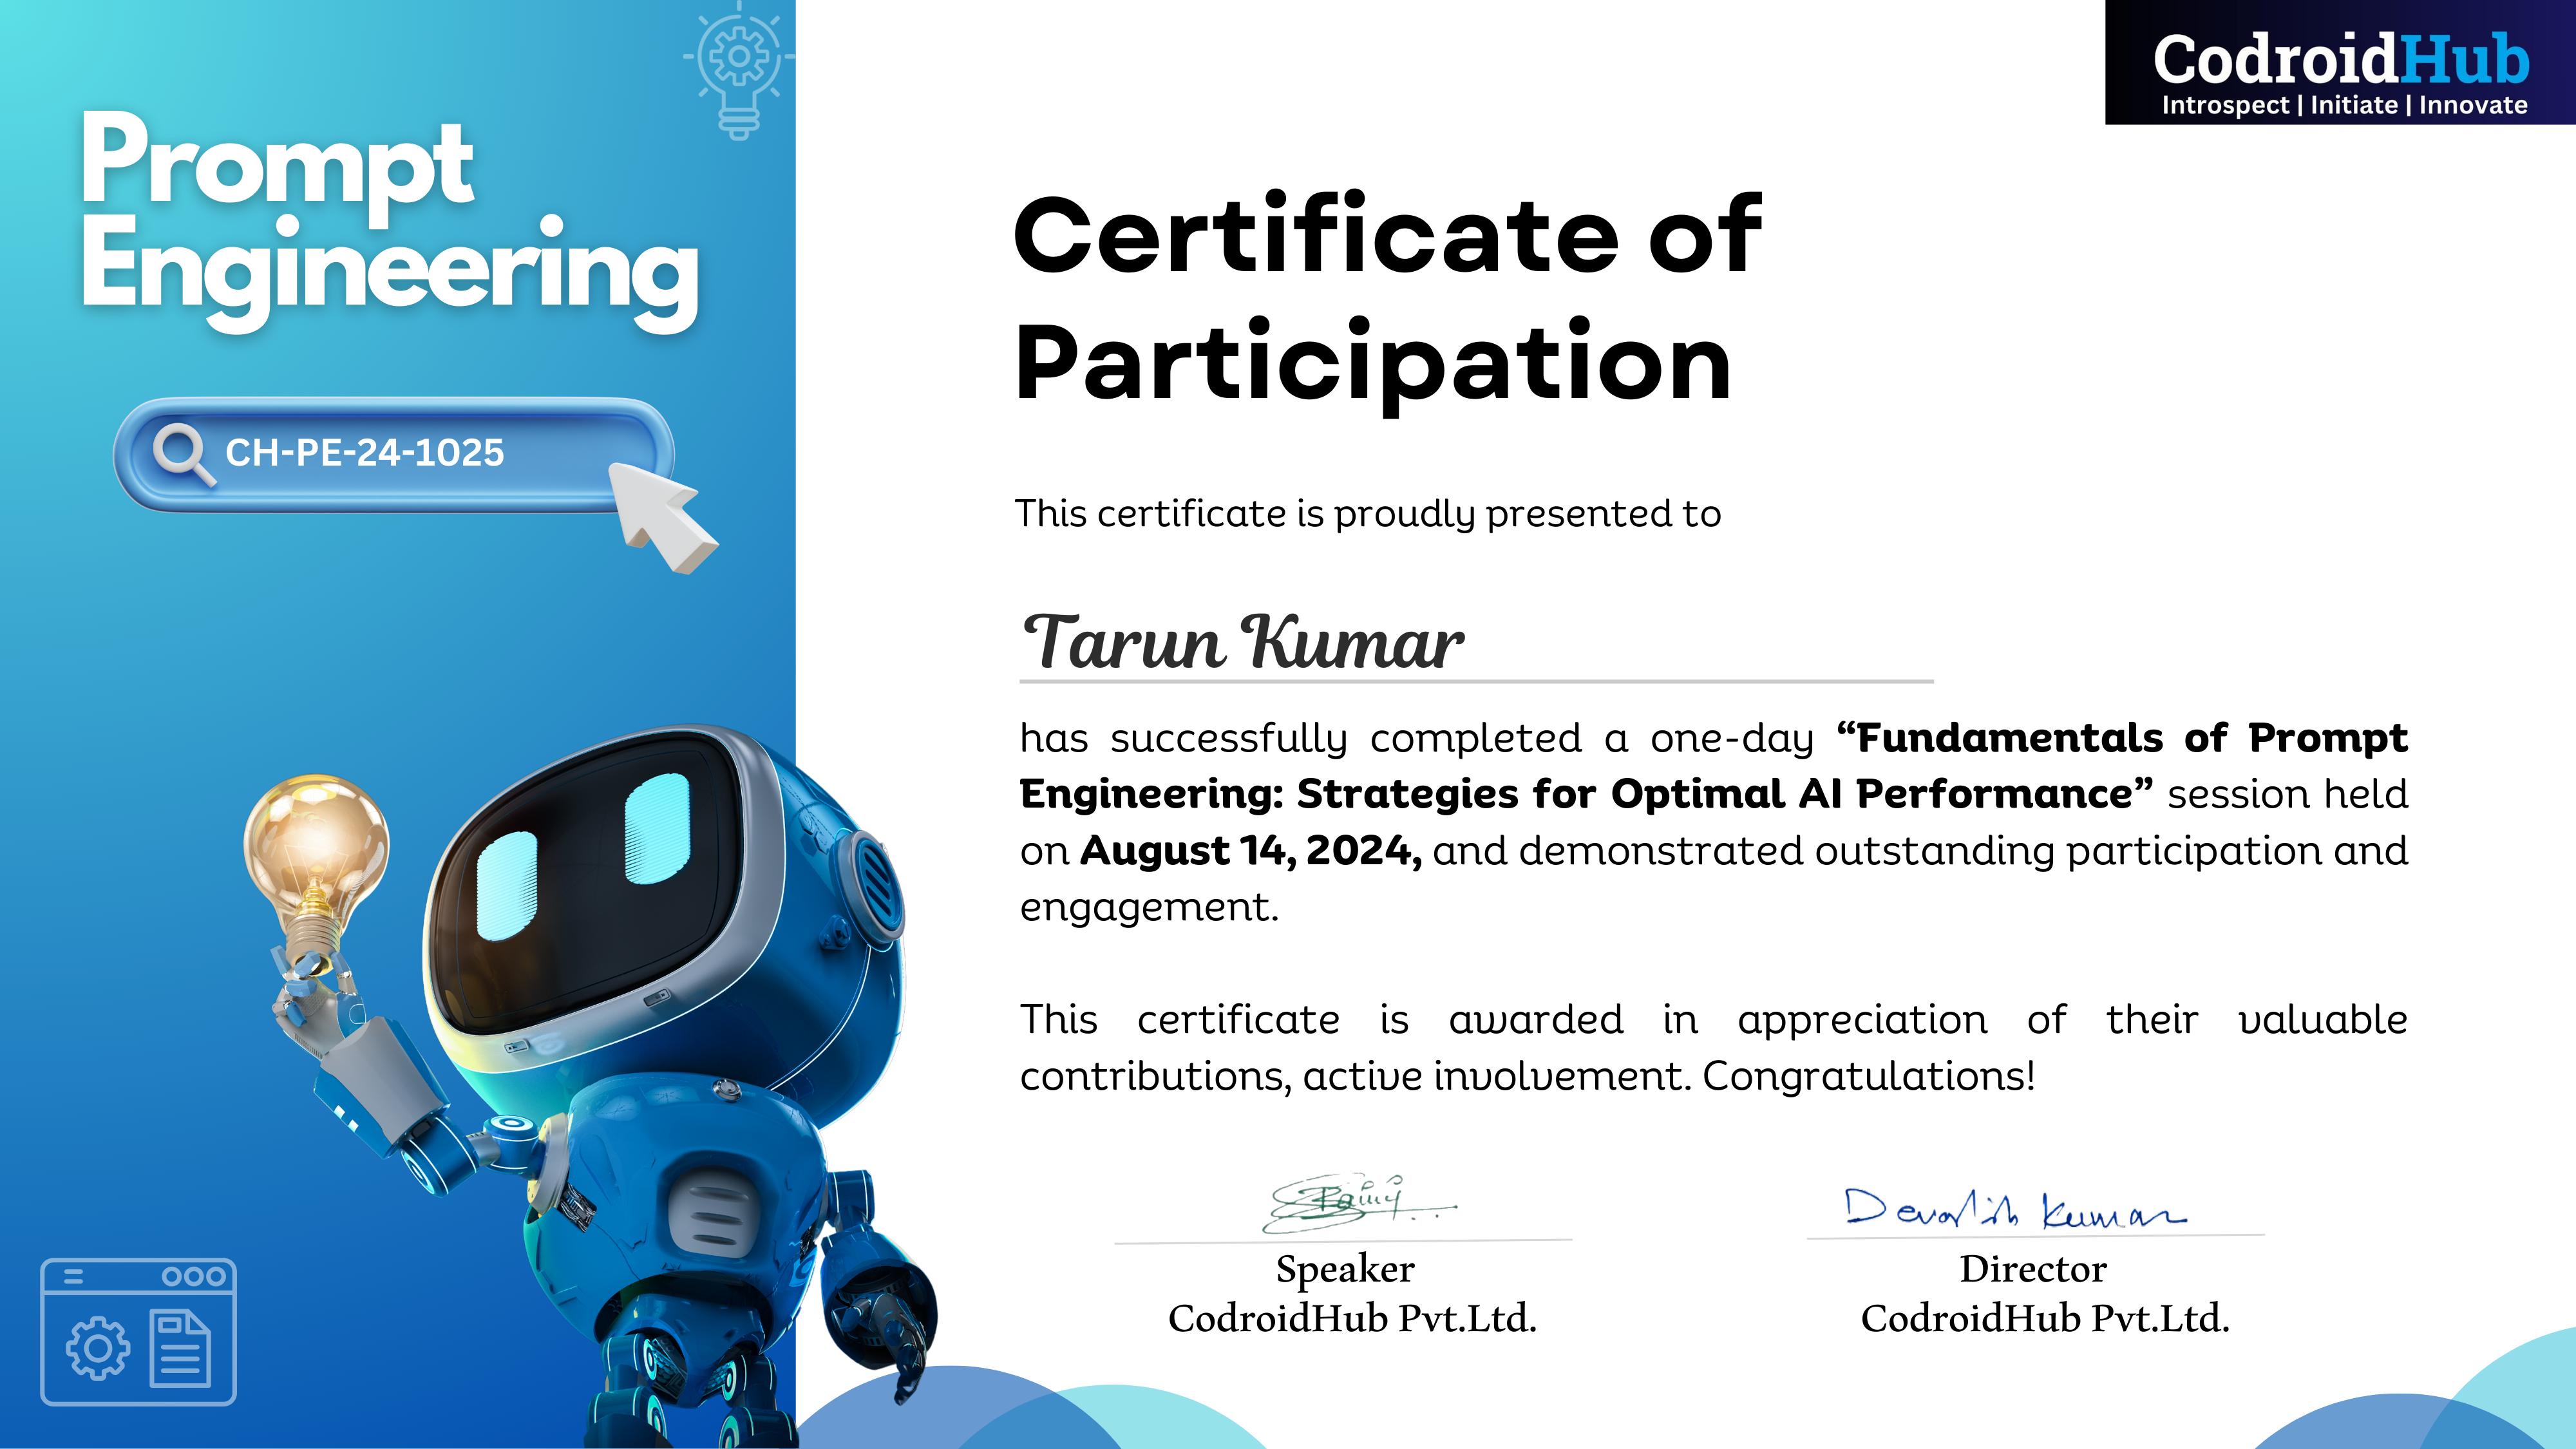 Prompt
Engineering
CH-PE-24-1025
CodroidHub
Introspect | Initiate | Innovate
Certificate of
Participation
This certificate is proudly presented to
Tarun Kumar
has successfully completed a one-day “Fundamentals of Prompt
Engineering: Strategies for Optimal AI Performance” session held
on August 14, 2024, and demonstrated outstanding participation and
engagement.
This certificate is awarded in appreciation of their valuable
contributions, active involvement. Congratulations!
Speaker
CodroidHub Pvt.Ltd.
Devashish Kumar
Director
CodroidHub Pvt.Ltd.